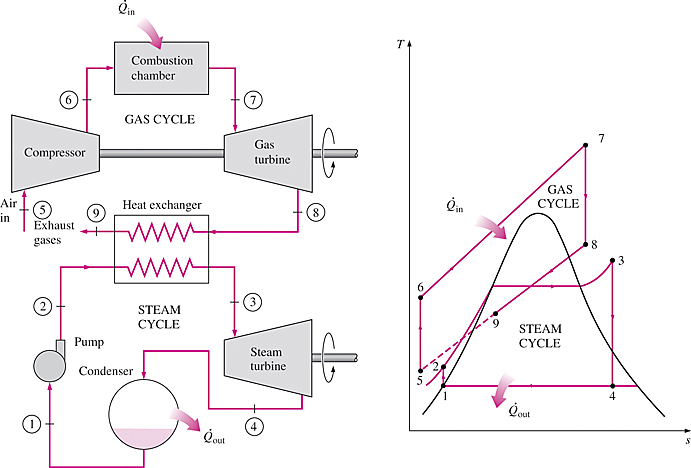 Q̇in
Combustion
chamber
6
7
GAS CYCLE
Compressor
Gas
turbine
Air
in
5
9
Heat exchanger
8
Exhaust
gases
2
3
STEAM
CYCLE
Pump
Condenser
Steam
turbine
1
4
Q̇out
T
7
GAS
CYCLE
Q̇in
8
3
6
9
STEAM
CYCLE
5
2
1
4
Q̇out
s